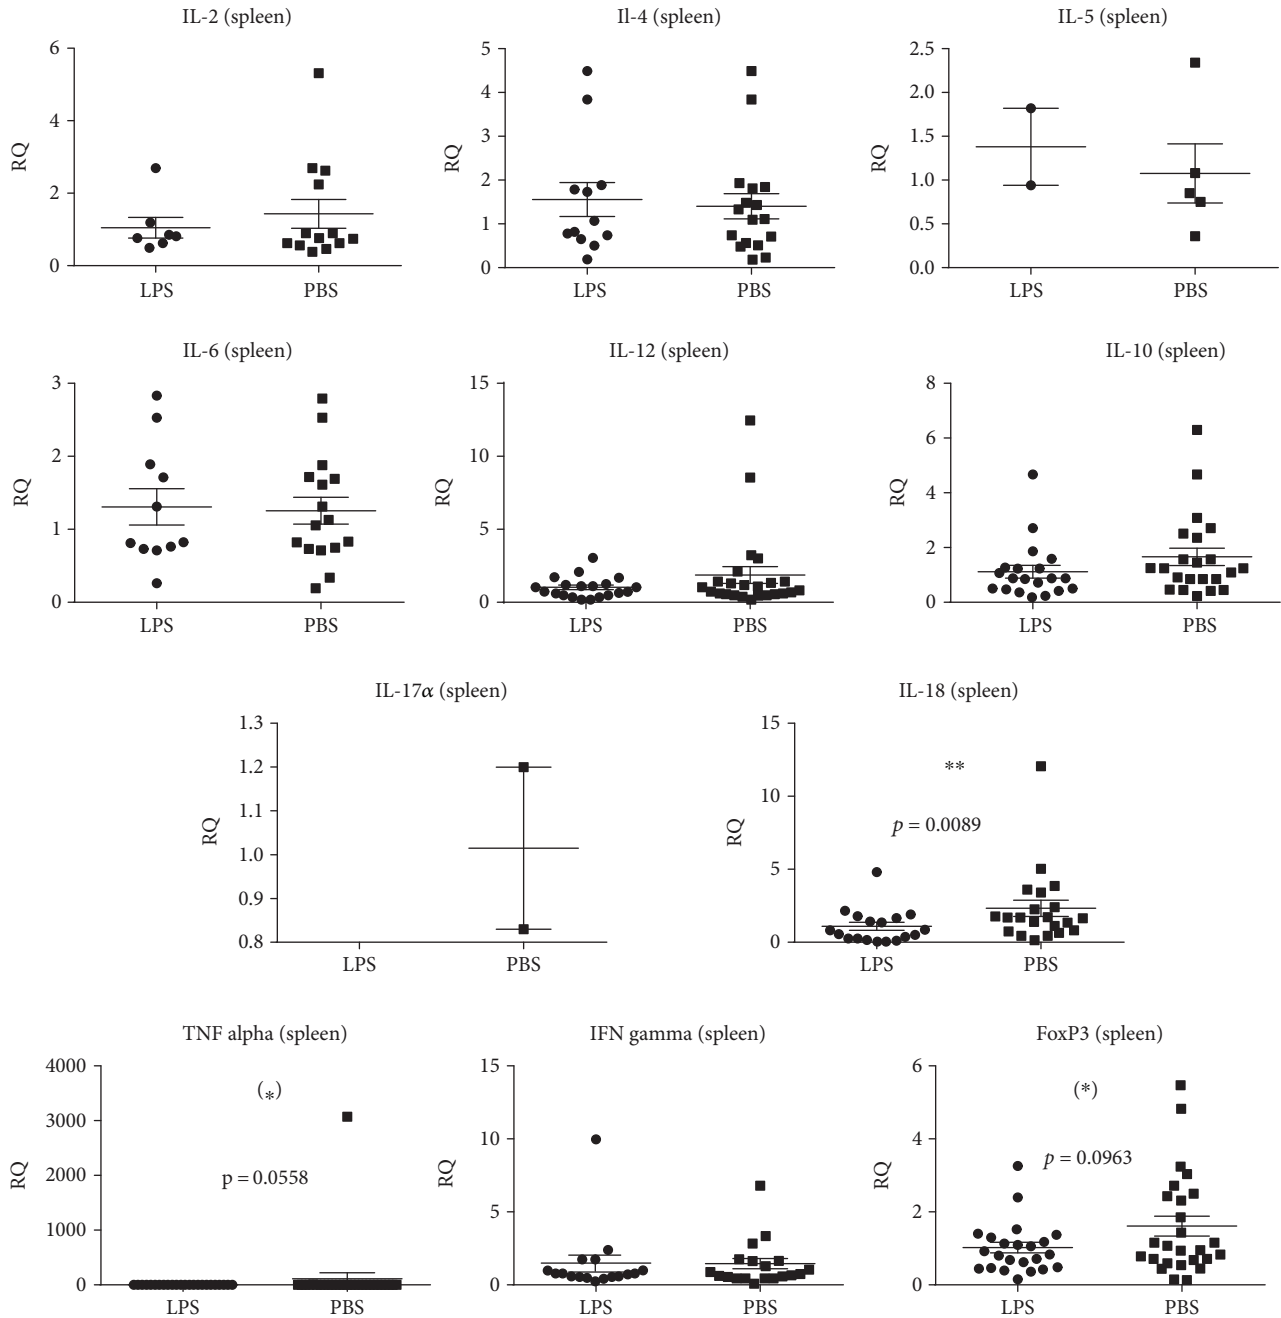 IL-2 (spleen)
6
4
2
0
RQ
LPS
PBS
Il-4 (spleen)
5
4
3
2
1
0
RQ
LPS
PBS
IL-5 (spleen)
2.5
2.0
1.5
1.0
0.5
0.0
RQ
LPS
PBS
IL-6 (spleen)
3
2
1
0
RQ
LPS
PBS
IL-12 (spleen)
15
10
5
0
RQ
LPS
PBS
IL-10 (spleen)
8
6
4
2
0
RQ
LPS
PBS
IL-17α (spleen)
1.3
1.2
1.1
1.0
0.9
0.8
RQ
LPS
PBS
IL-18 (spleen)
15
10
5
0
RQ
**
p = 0.0089
LPS
PBS
TNF alpha (spleen)
4000
3000
2000
1000
0
RQ
(*)
p = 0.0558
LPS
PBS
IFN gamma (spleen)
15
10
5
0
RQ
LPS
PBS
FoxP3 (spleen)
6
4
2
0
RQ
(*)
p = 0.0963
LPS
PBS